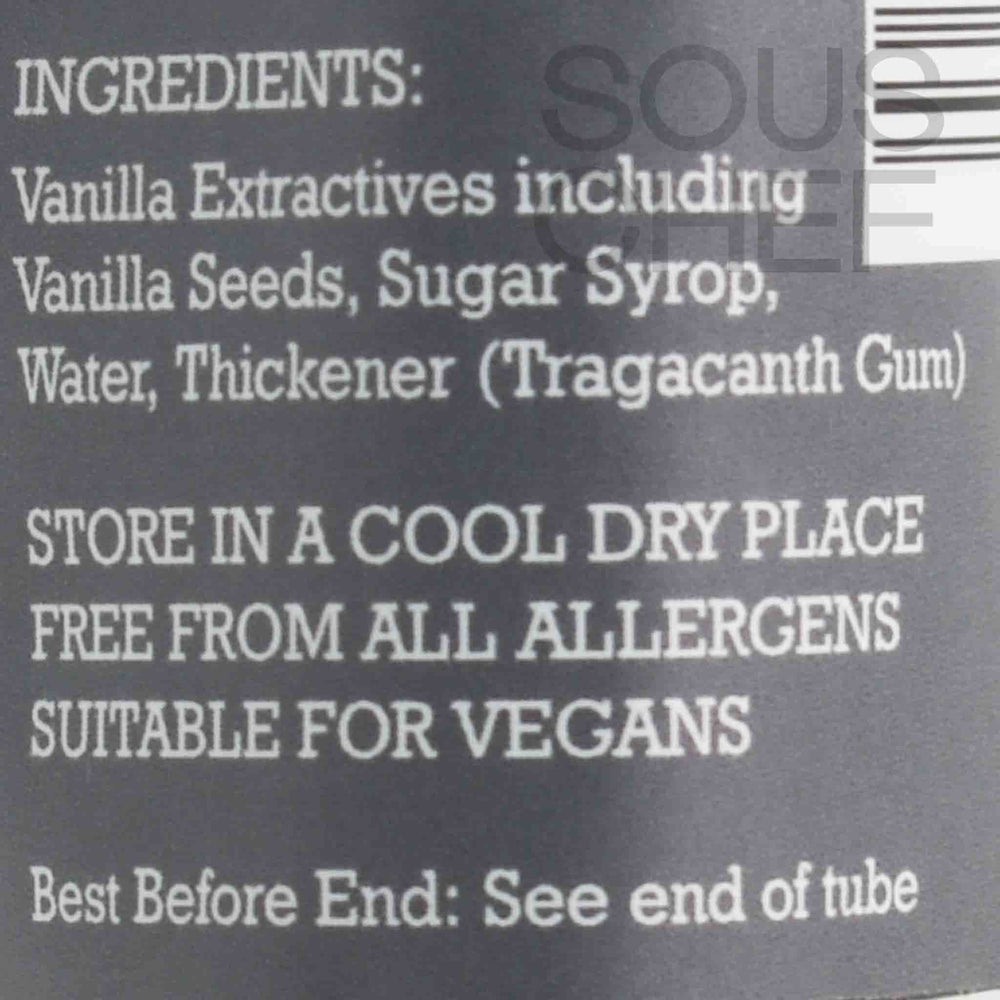 INGREDIENTS:
Vanilla Extractives including
Vanilla Seeds, Sugar Syrop,
Water, Thickener (Tragacanth Gum)
STORE IN A COOL DRY PLACE
FREE FROM ALL ALLERGENS
SUITABLE FOR VEGANS
Best Before End: See end of tube
SOUS
CHEF